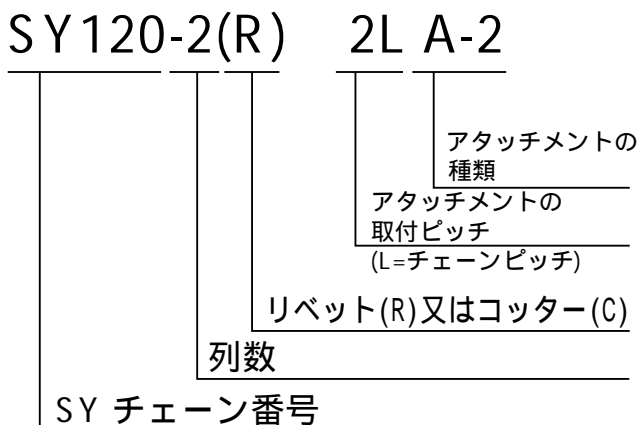 SY120-2(R) 2L A-2
アタッチメントの
種類
アタッチメントの
取付ピッチ
(L=チェーンピッチ)
リベット(R)又はコッター(C)
列数
SY チェーン番号